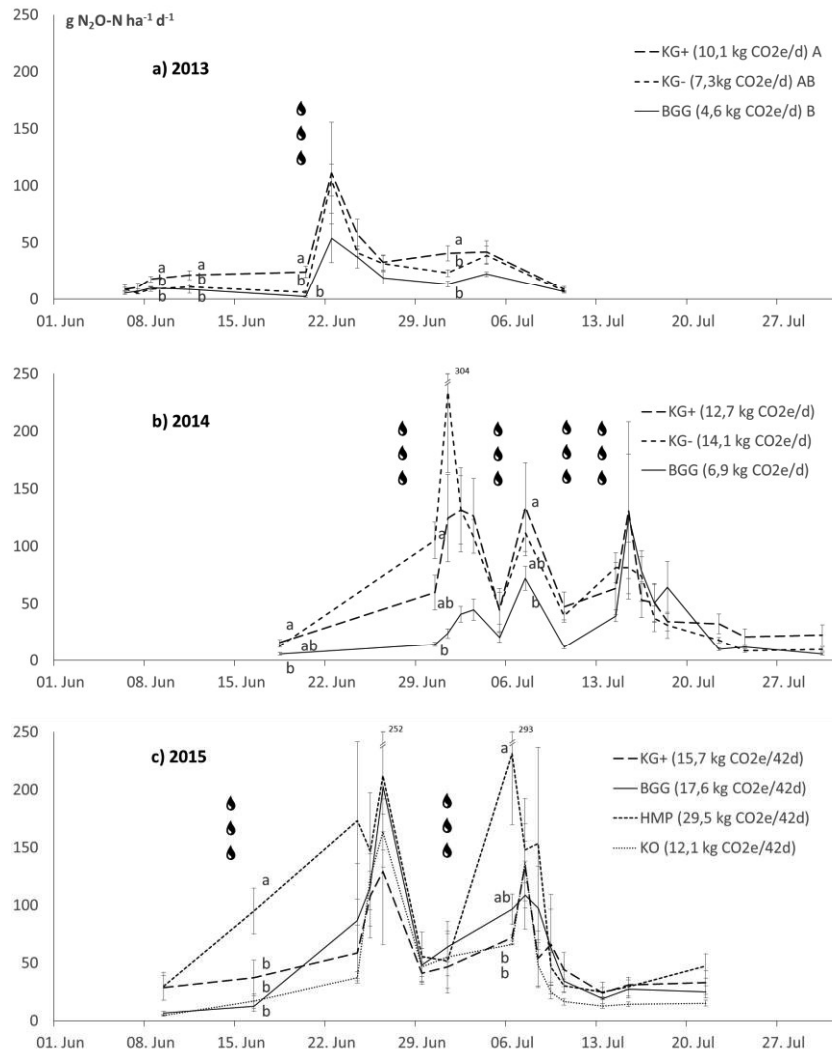 g N₂O-N ha⁻¹ d⁻¹
250
200
150
100
50
0
a) 2013
KG+ (10,1 kg CO2e/d) A
KG- (7,3kg CO2e/d) AB
BGG (4,6 kg CO2e/d) B
a
b
b
a
b
b
a
b
b
a
b
b
01. Jun
08. Jun
15. Jun
22. Jun
29. Jun
06. Jul
13. Jul
20. Jul
27. Jul
250
200
150
100
50
0
b) 2014
304
KG+ (12,7 kg CO2e/d)
KG- (14,1 kg CO2e/d)
BGG (6,9 kg CO2e/d)
a
ab
b
a
ab
b
a
ab
b
01. Jun
15. Jun
22. Jun
29. Jun
06. Jul
13. Jul
20. Jul
27. Jul
250
200
150
100
50
0
c) 2015
252
293
KG+ (15,7 kg CO2e/42d)
BGG (17,6 kg CO2e/42d)
HMP (29,5 kg CO2e/42d)
KO (12,1 kg CO2e/42d)
a
b
b
b
a
ab
b
b
01. Jun
08. Jun
15. Jun
22. Jun
29. Jun
06. Jul
13. Jul
20. Jul
27. Jul